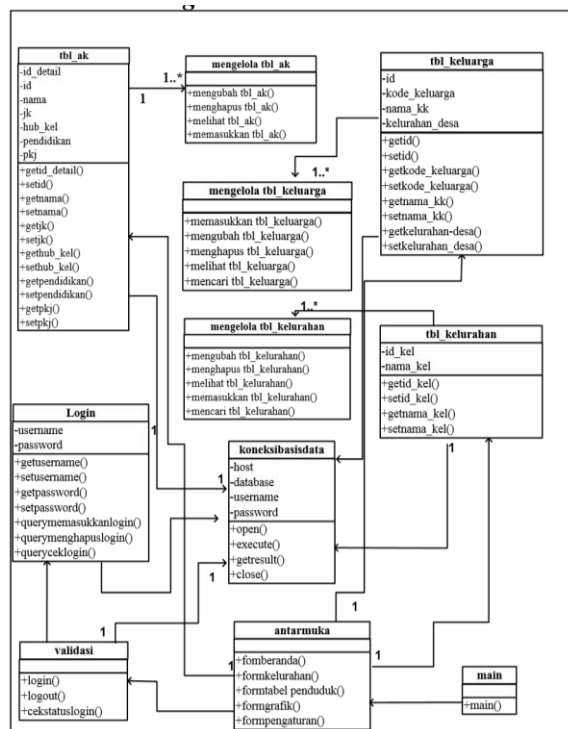 tbl_ak
-id_detail
-id
-nama
-jk
-hub_kel
-pendidikan
-pkj
+getid_detail()
+setid()
+getnama()
+setnama()
+getjk()
+setjk()
+gethub_kel()
+sethub_kel()
+getpendidikan()
+setpendidikan()
+getpkj()
+setpkj()
1
1..*
mengelola tbl_ak
+mengubah tbl_ak()
+menghapus tbl_ak()
+melihat tbl_ak()
+memasukkan tbl_ak()
tbl_keluarga
-id
-kode_keluarga
-nama_kk
-kelurahan_desa
+getid()
+setid()
+getkode_keluarga()
+setkode_keluarga()
+getnama_kk()
+setnama_kk()
+getkelurahan-desa()
+setkelurahan_desa()
1..*
mengelola tbl_keluarga
+memasukkan tbl_keluarga()
+mengubah tbl_keluarga()
+menghapus tbl_keluarga()
+melihat tbl_keluarga()
+mencari tbl_keluarga()
1..*
mengelola tbl_kelurahan
+mengubah tbl_kelurahan()
+menghapus tbl_kelurahan()
+melihat tbl_kelurahan()
+memasukkan tbl_kelurahan()
+mencari tbl_kelurahan()
tbl_kelurahan
-id_kel
-nama_kel
+getid_kel()
+setid_kel()
+getnama_kel()
+setnama_kel()
1
Login
-username
-password
+getusername()
+setusername()
+getpassword()
+setpassword()
+querymemasukkanlogin()
+querymenghapuslogin()
+queryceklogin()
1
1
koneksibasisdata
-host
-database
-username
-password
+open()
+execute()
+getresult()
+close()
1
1
validasi
+login()
+logout()
+cekstatuslogin()
1
1
1
antarmuka
+fomberanda()
+formkelurahan()
+formtabel penduduk()
+formgrafik()
+formpengaturan()
main
+main()